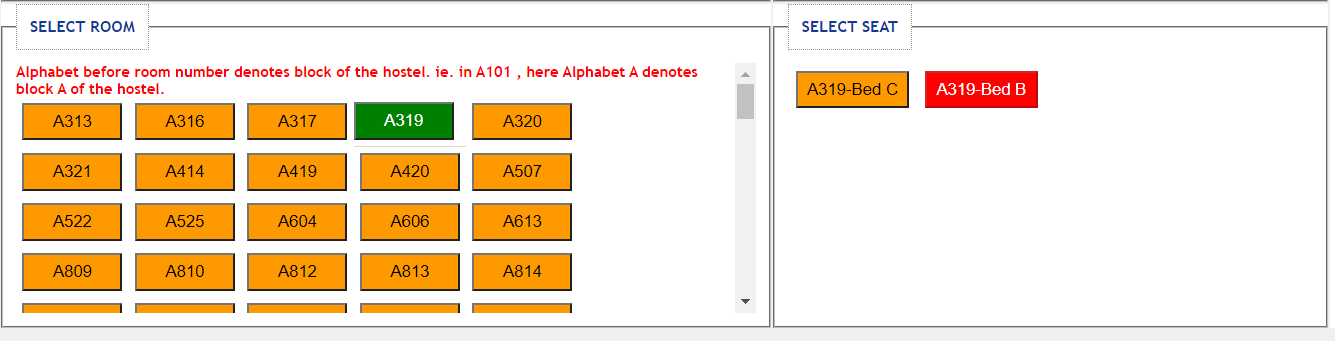 SELECT ROOM
Alphabet before room number denotes block of the hostel. ie. in A101 , here Alphabet A denotes
block A of the hostel.
A313 A316 A317 A319 A320
A321 A414 A419 A420 A507
A522 A525 A604 A606 A613
A809 A810 A812 A813 A814
SELECT SEAT
A319-Bed C A319-Bed B